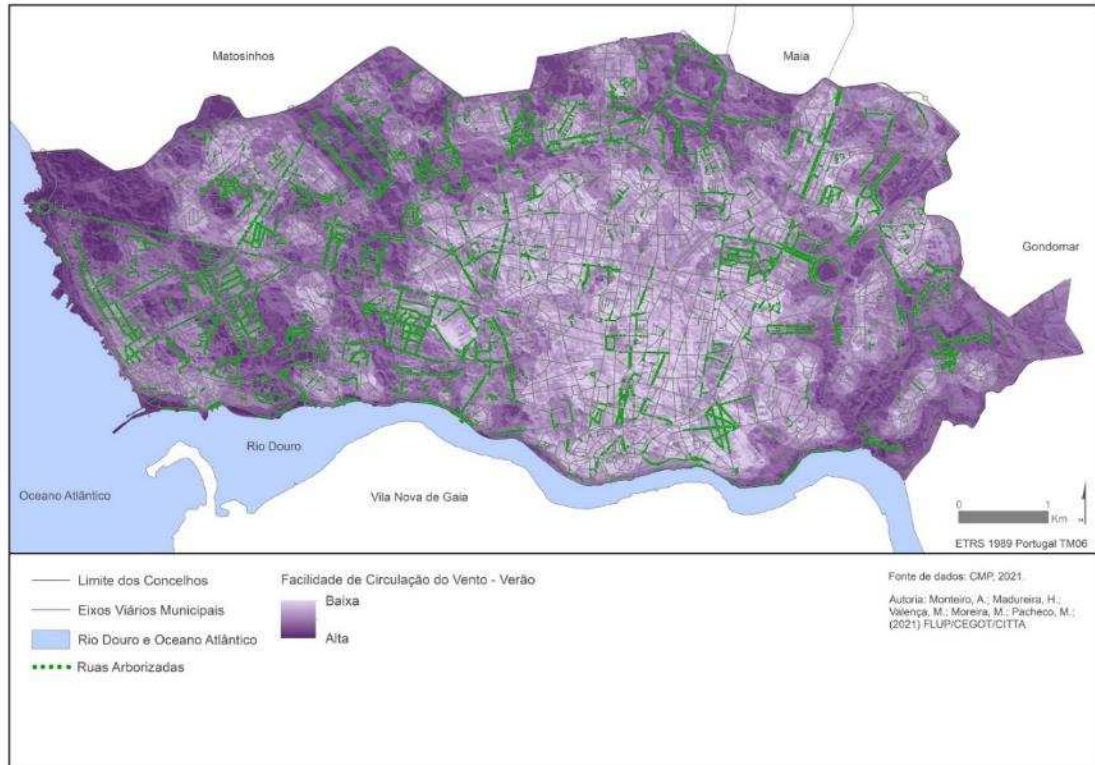 Matosinhos
Maia
Gondomar
Rio Douro
Oceano Atlântico
Vila Nova de Gaia
0 1
Km
N
ETRS 1989 Portugal TM06
Limite dos Concelhos
Eixos Viários Municipais
Rio Douro e Oceano Atlântico
Ruas Arborizadas
Facilidade de Circulação do Vento - Verão
Baixa
Alta
Fonte de dados: CMP, 2021.
Autoria: Monteiro, A.; Madureira, H.;
Valença, M.; Moreira, M.; Pacheco, M.;
(2021) FLUP/CEGOT/CITTA